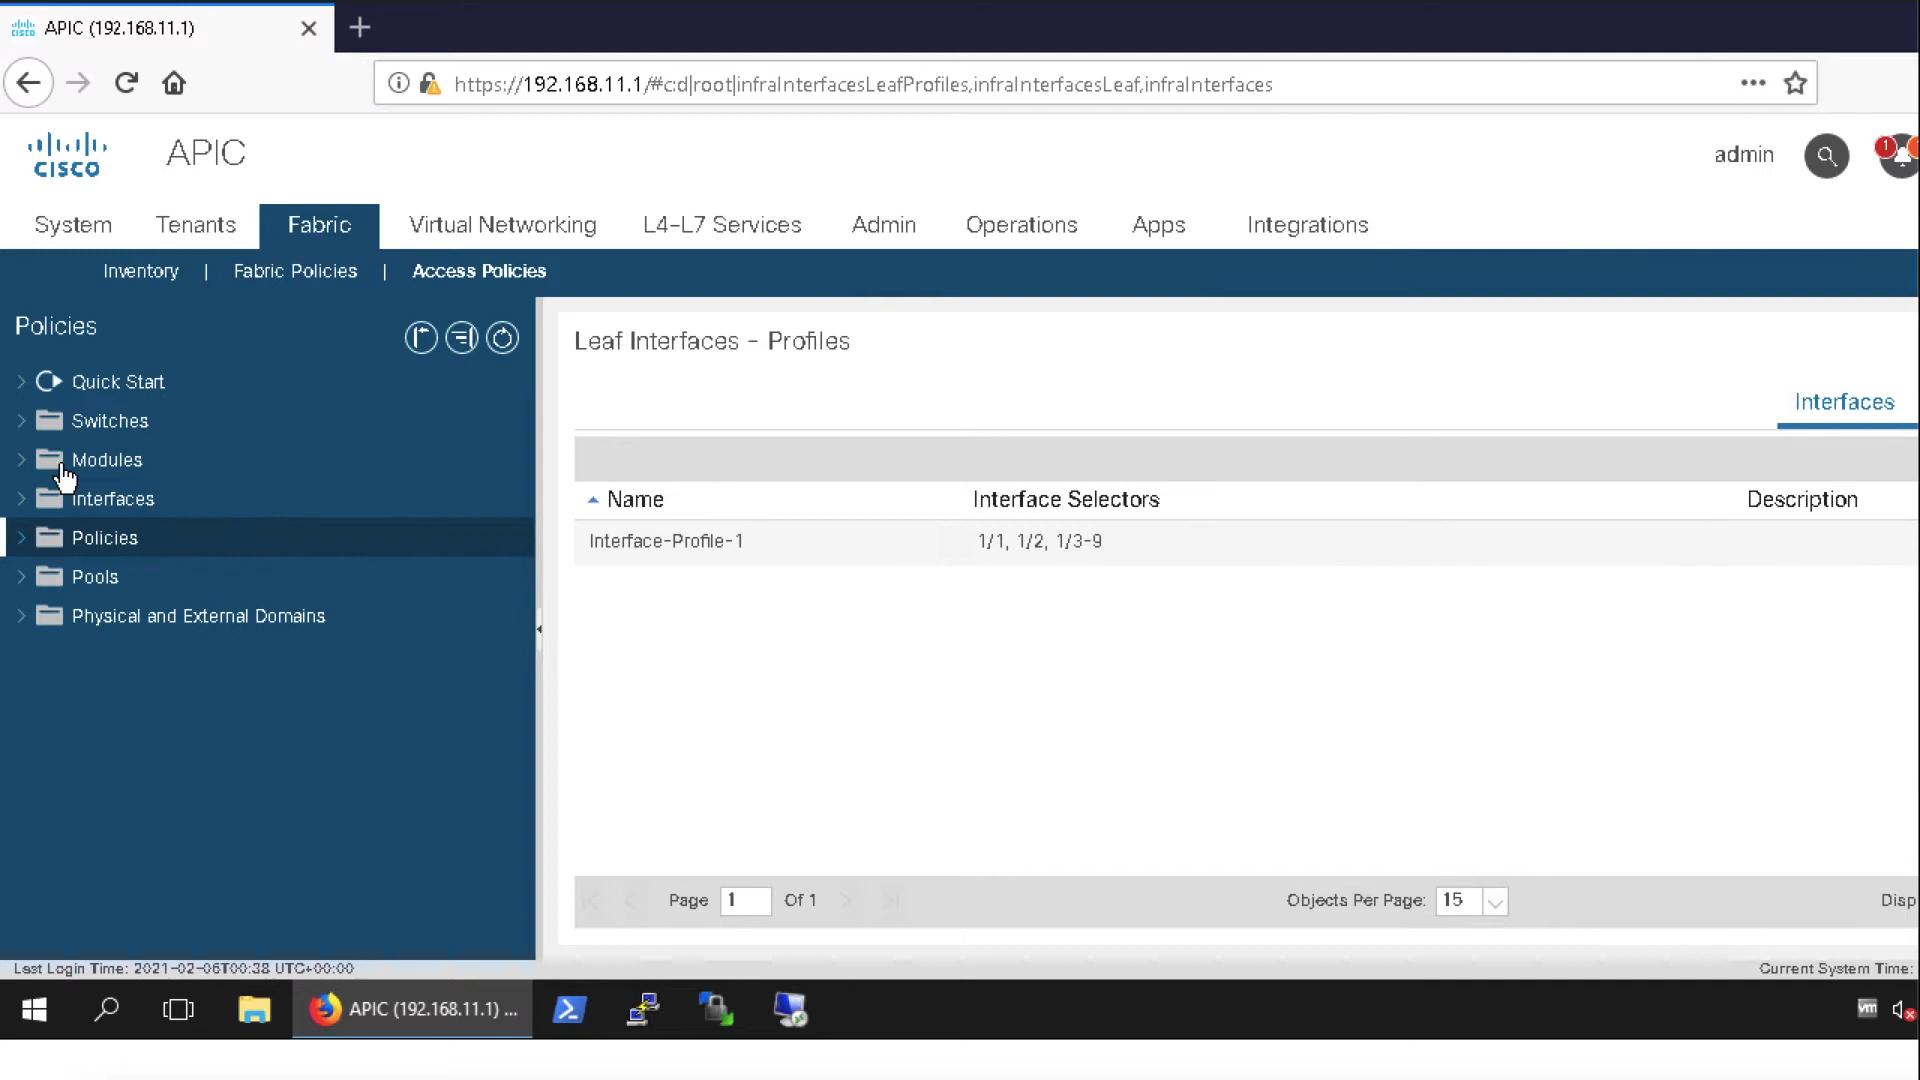 APIC (192.168.11.1)
https://192.168.11.1/#c:d|root|infraInterfacesLeafProfiles,infraInterfacesLeaf,infraInterfaces
CISCO
APIC
admin
1
System Tenants Fabric Virtual Networking L4-L7 Services Admin Operations Apps Integrations
Inventory | Fabric Policies | Access Policies
Policies
Quick Start
Switches
Modules
Interfaces
Policies
Pools
Physical and External Domains
Leaf Interfaces - Profiles
Interfaces
Name Interface Selectors Description
Interface-Profile-1 1/1, 1/2, 1/3-9
Page 1 Of 1 Objects Per Page: 15 Disp
Last Login Time: 2021-02-06T00:38 UTC+00:00 Current System Time:
APIC (192.168.11.1) ...
vm